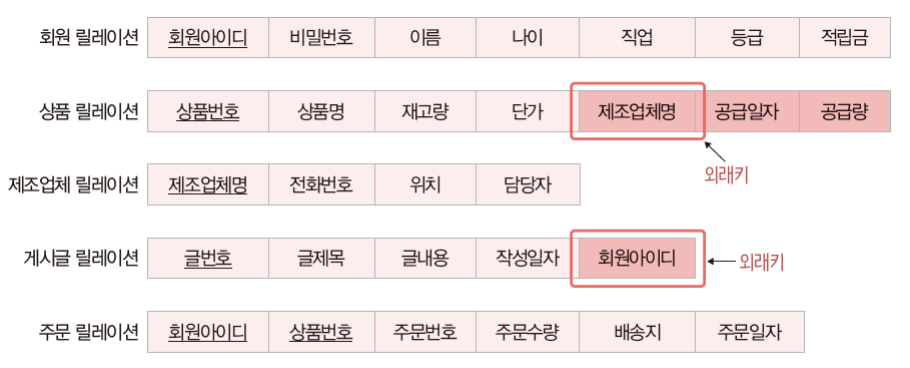 회원 릴레이션 회원아이디 비밀번호 이름 나이 직업 등급 적립금
상품 릴레이션 상품번호 상품명 재고량 단가 제조업체명 공급일자 공급량
외래키
제조업체 릴레이션 제조업체명 전화번호 위치 담당자
게시글 릴레이션 글번호 글제목 글내용 작성일자 회원아이디 외래키
주문 릴레이션 회원아이디 상품번호 주문번호 주문수량 배송지 주문일자